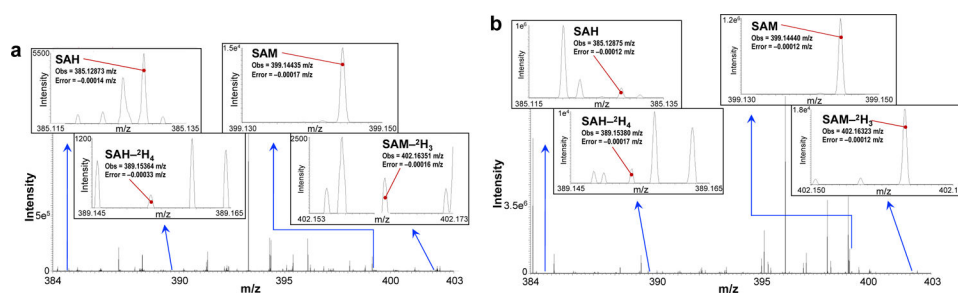 a
5500
SAH
Obs = 385.12873 m/z
Error = –0.00014 m/z
Intensity
385.115
m/z
385.135
1.5e⁴
SAM
Obs = 399.14435 m/z
Error = –0.00017 m/z
Intensity
399.130
m/z
399.150
1200
SAH–²H₄
Obs = 389.15364 m/z
Error = –0.00033 m/z
Intensity
389.145
m/z
389.165
2500
SAM–²H₃
Obs = 402.16351 m/z
Error = –0.00016 m/z
Intensity
402.153
m/z
402.173
Intensity
5e⁵
0
384
390
395
400
403
m/z
b
1e⁶
SAH
Obs = 385.12875 m/z
Error = –0.00012 m/z
Intensity
385.115
m/z
385.135
1.2e⁶
SAM
Obs = 399.14440 m/z
Error = –0.00012 m/z
Intensity
399.130
m/z
399.150
1e⁴
SAH–²H₄
Obs = 389.15380 m/z
Error = –0.00017 m/z
Intensity
389.145
m/z
389.165
1.8e⁴
SAM–²H₃
Obs = 402.16323 m/z
Error = –0.00012 m/z
Intensity
402.150
m/z
Intensity
3.5e⁶
0
384
390
395
400
403
m/z